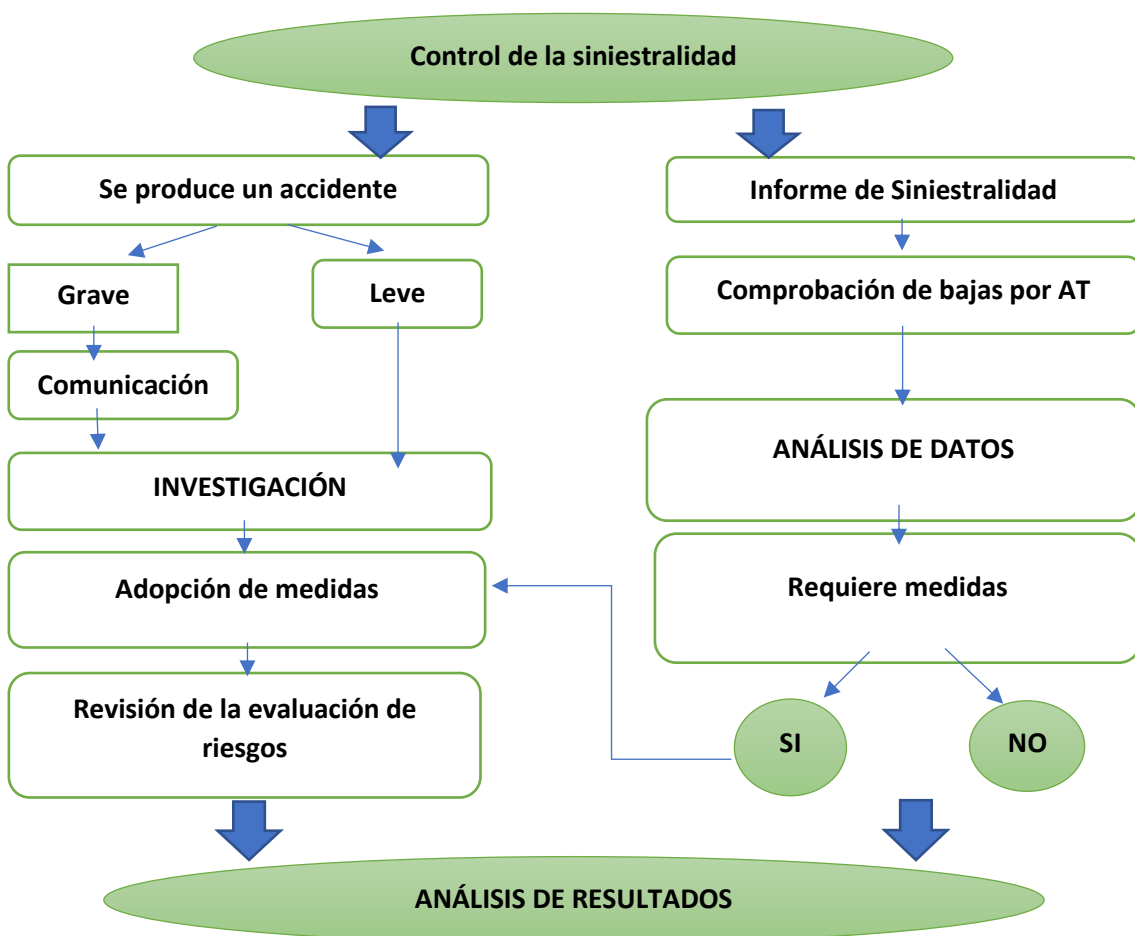 Control de la siniestralidad
Se produce un accidente
Informe de Siniestralidad
Grave
Leve
Comprobación de bajas por AT
Comunicación
ANÁLISIS DE DATOS
INVESTIGACIÓN
Adopción de medidas
Requiere medidas
Revisión de la evaluación de
riesgos
SI
NO
ANÁLISIS DE RESULTADOS